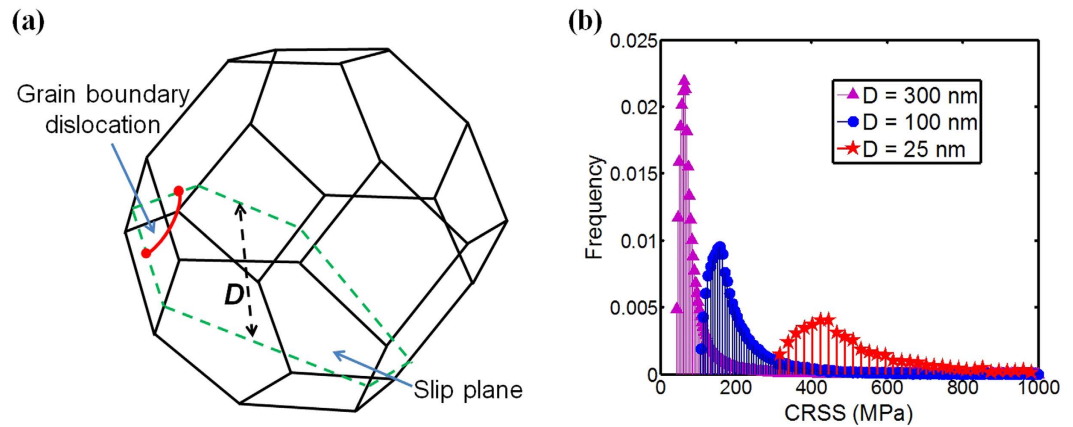 (a)
Grain boundary
dislocation
D
Slip plane
(b)
0.025
0.02
0.015
0.01
0.005
0
Frequency
D = 300 nm
D = 100 nm
D = 25 nm
0 200 400 600 800 1000
CRSS (MPa)